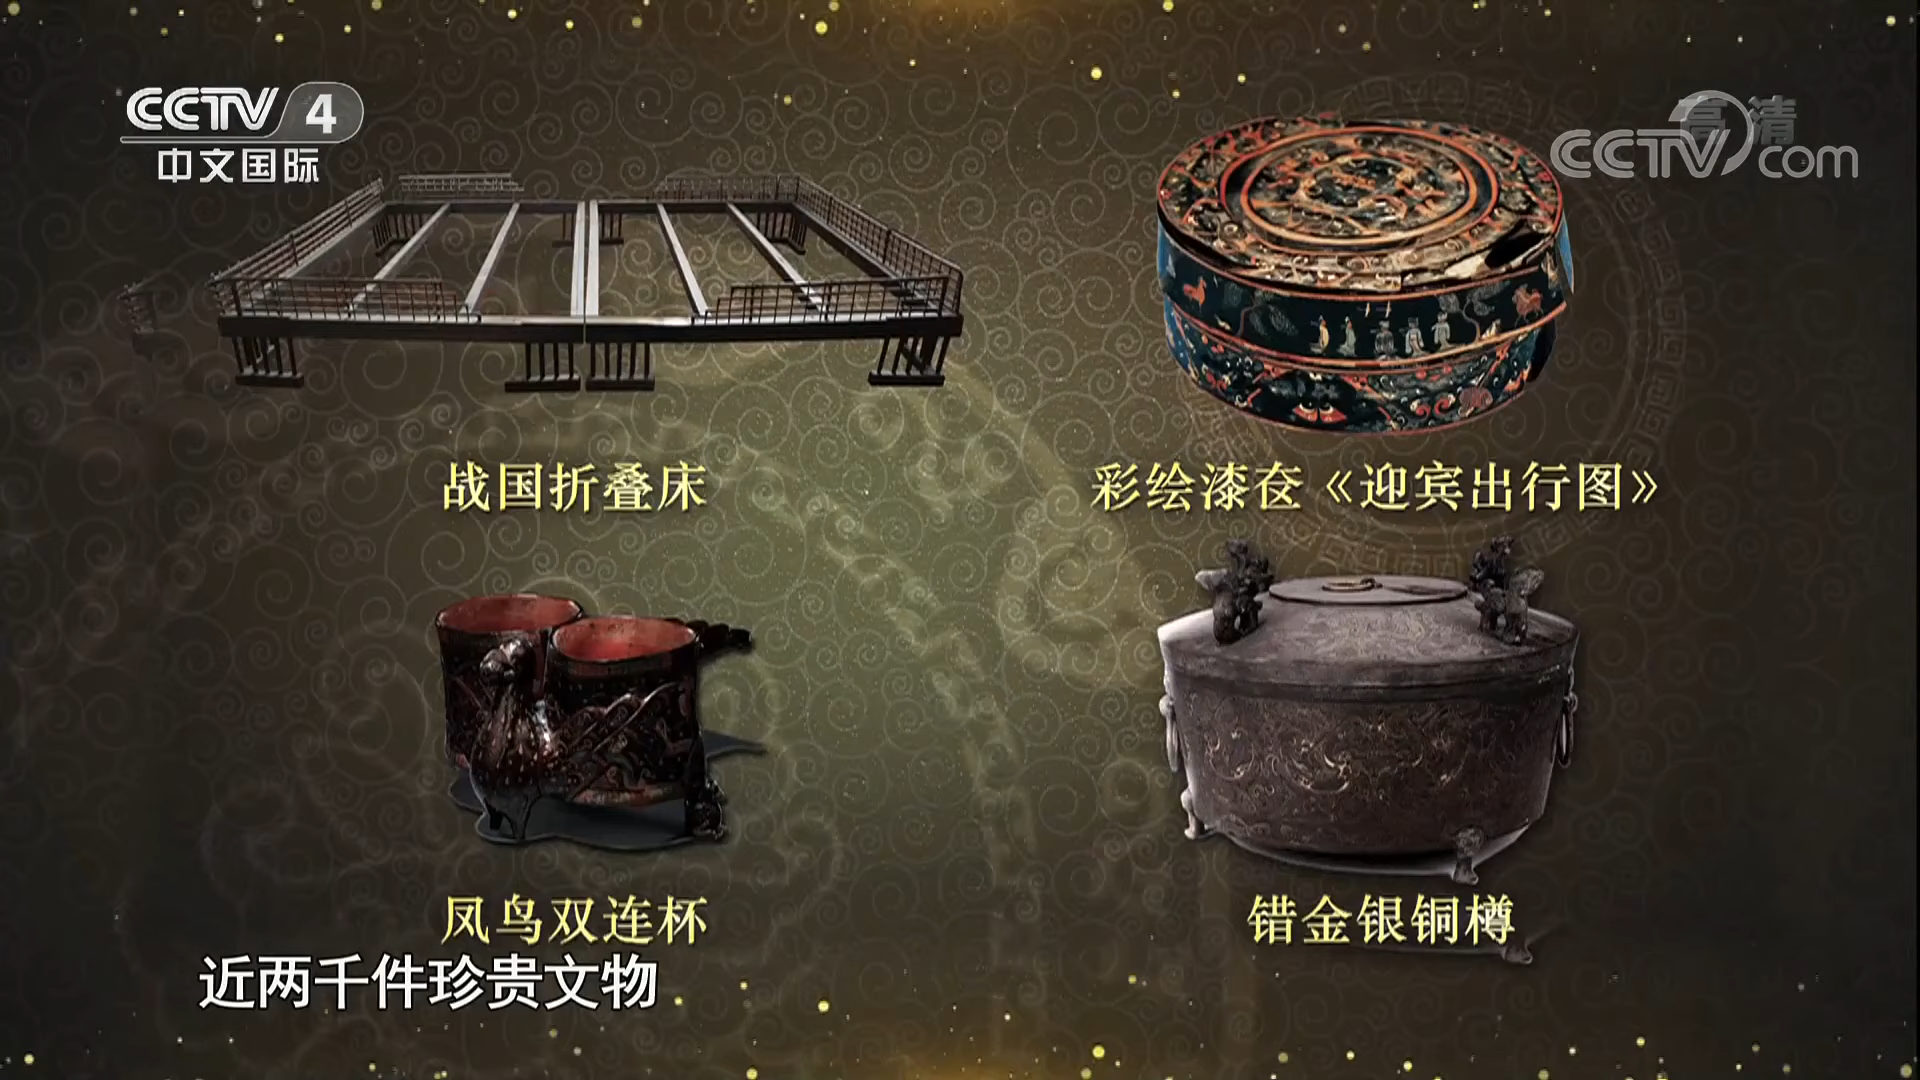 CCTV 4
中文国际
高清
CCTV com
战国折叠床
彩绘漆奁《迎宾出行图》
凤鸟双连杯
错金银铜樽
近两千件珍贵文物